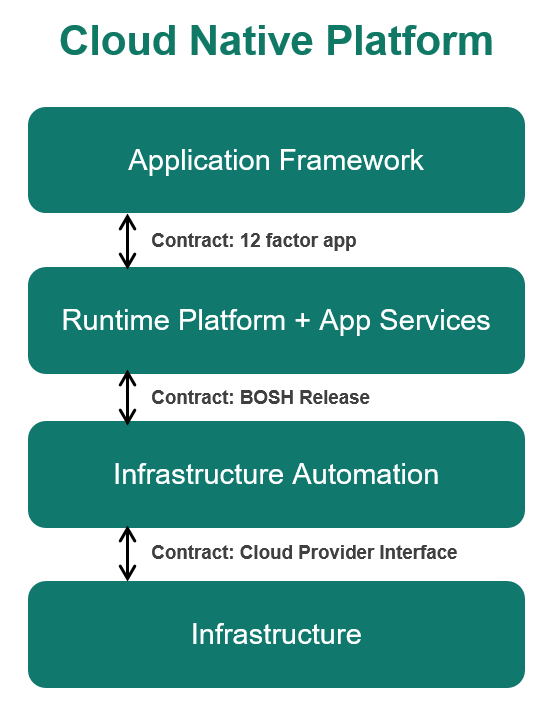 Cloud Native Platform
Application Framework
Contract: 12 factor app
Runtime Platform + App Services
Contract: BOSH Release
Infrastructure Automation
Contract: Cloud Provider Interface
Infrastructure